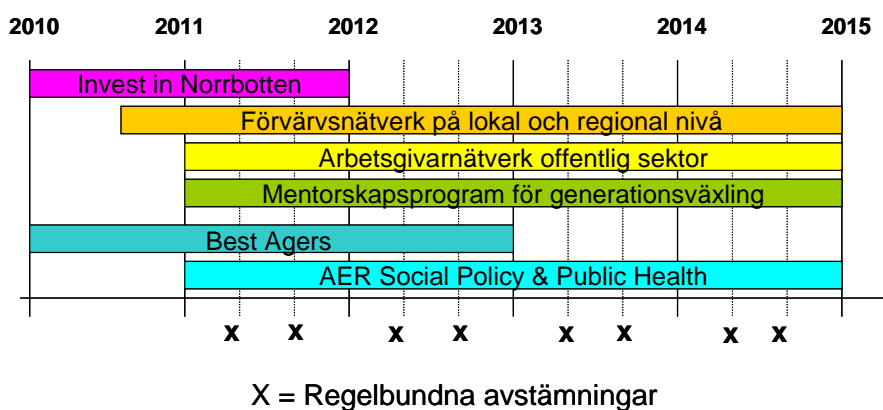 2010 2011 2012 2013 2014 2015
Invest in Norrbotten
Förvärvsnätverk på lokal och regional nivå
Arbetsgivarnätverk offentlig sektor
Mentorskapsprogram för generationsväxling
Best Agers
AER Social Policy & Public Health
x x x x x x x x
X = Regelbundna avstämningar